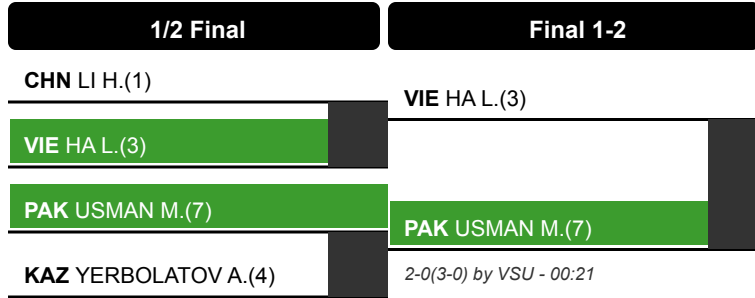 1/2 Final
CHN LI H.(1)
VIE HA L.(3)
PAK USMAN M.(7)
KAZ YERBOLATOV A.(4)
Final 1-2
VIE HA L.(3)
PAK USMAN M.(7)
2-0(3-0) by VSU - 00:21